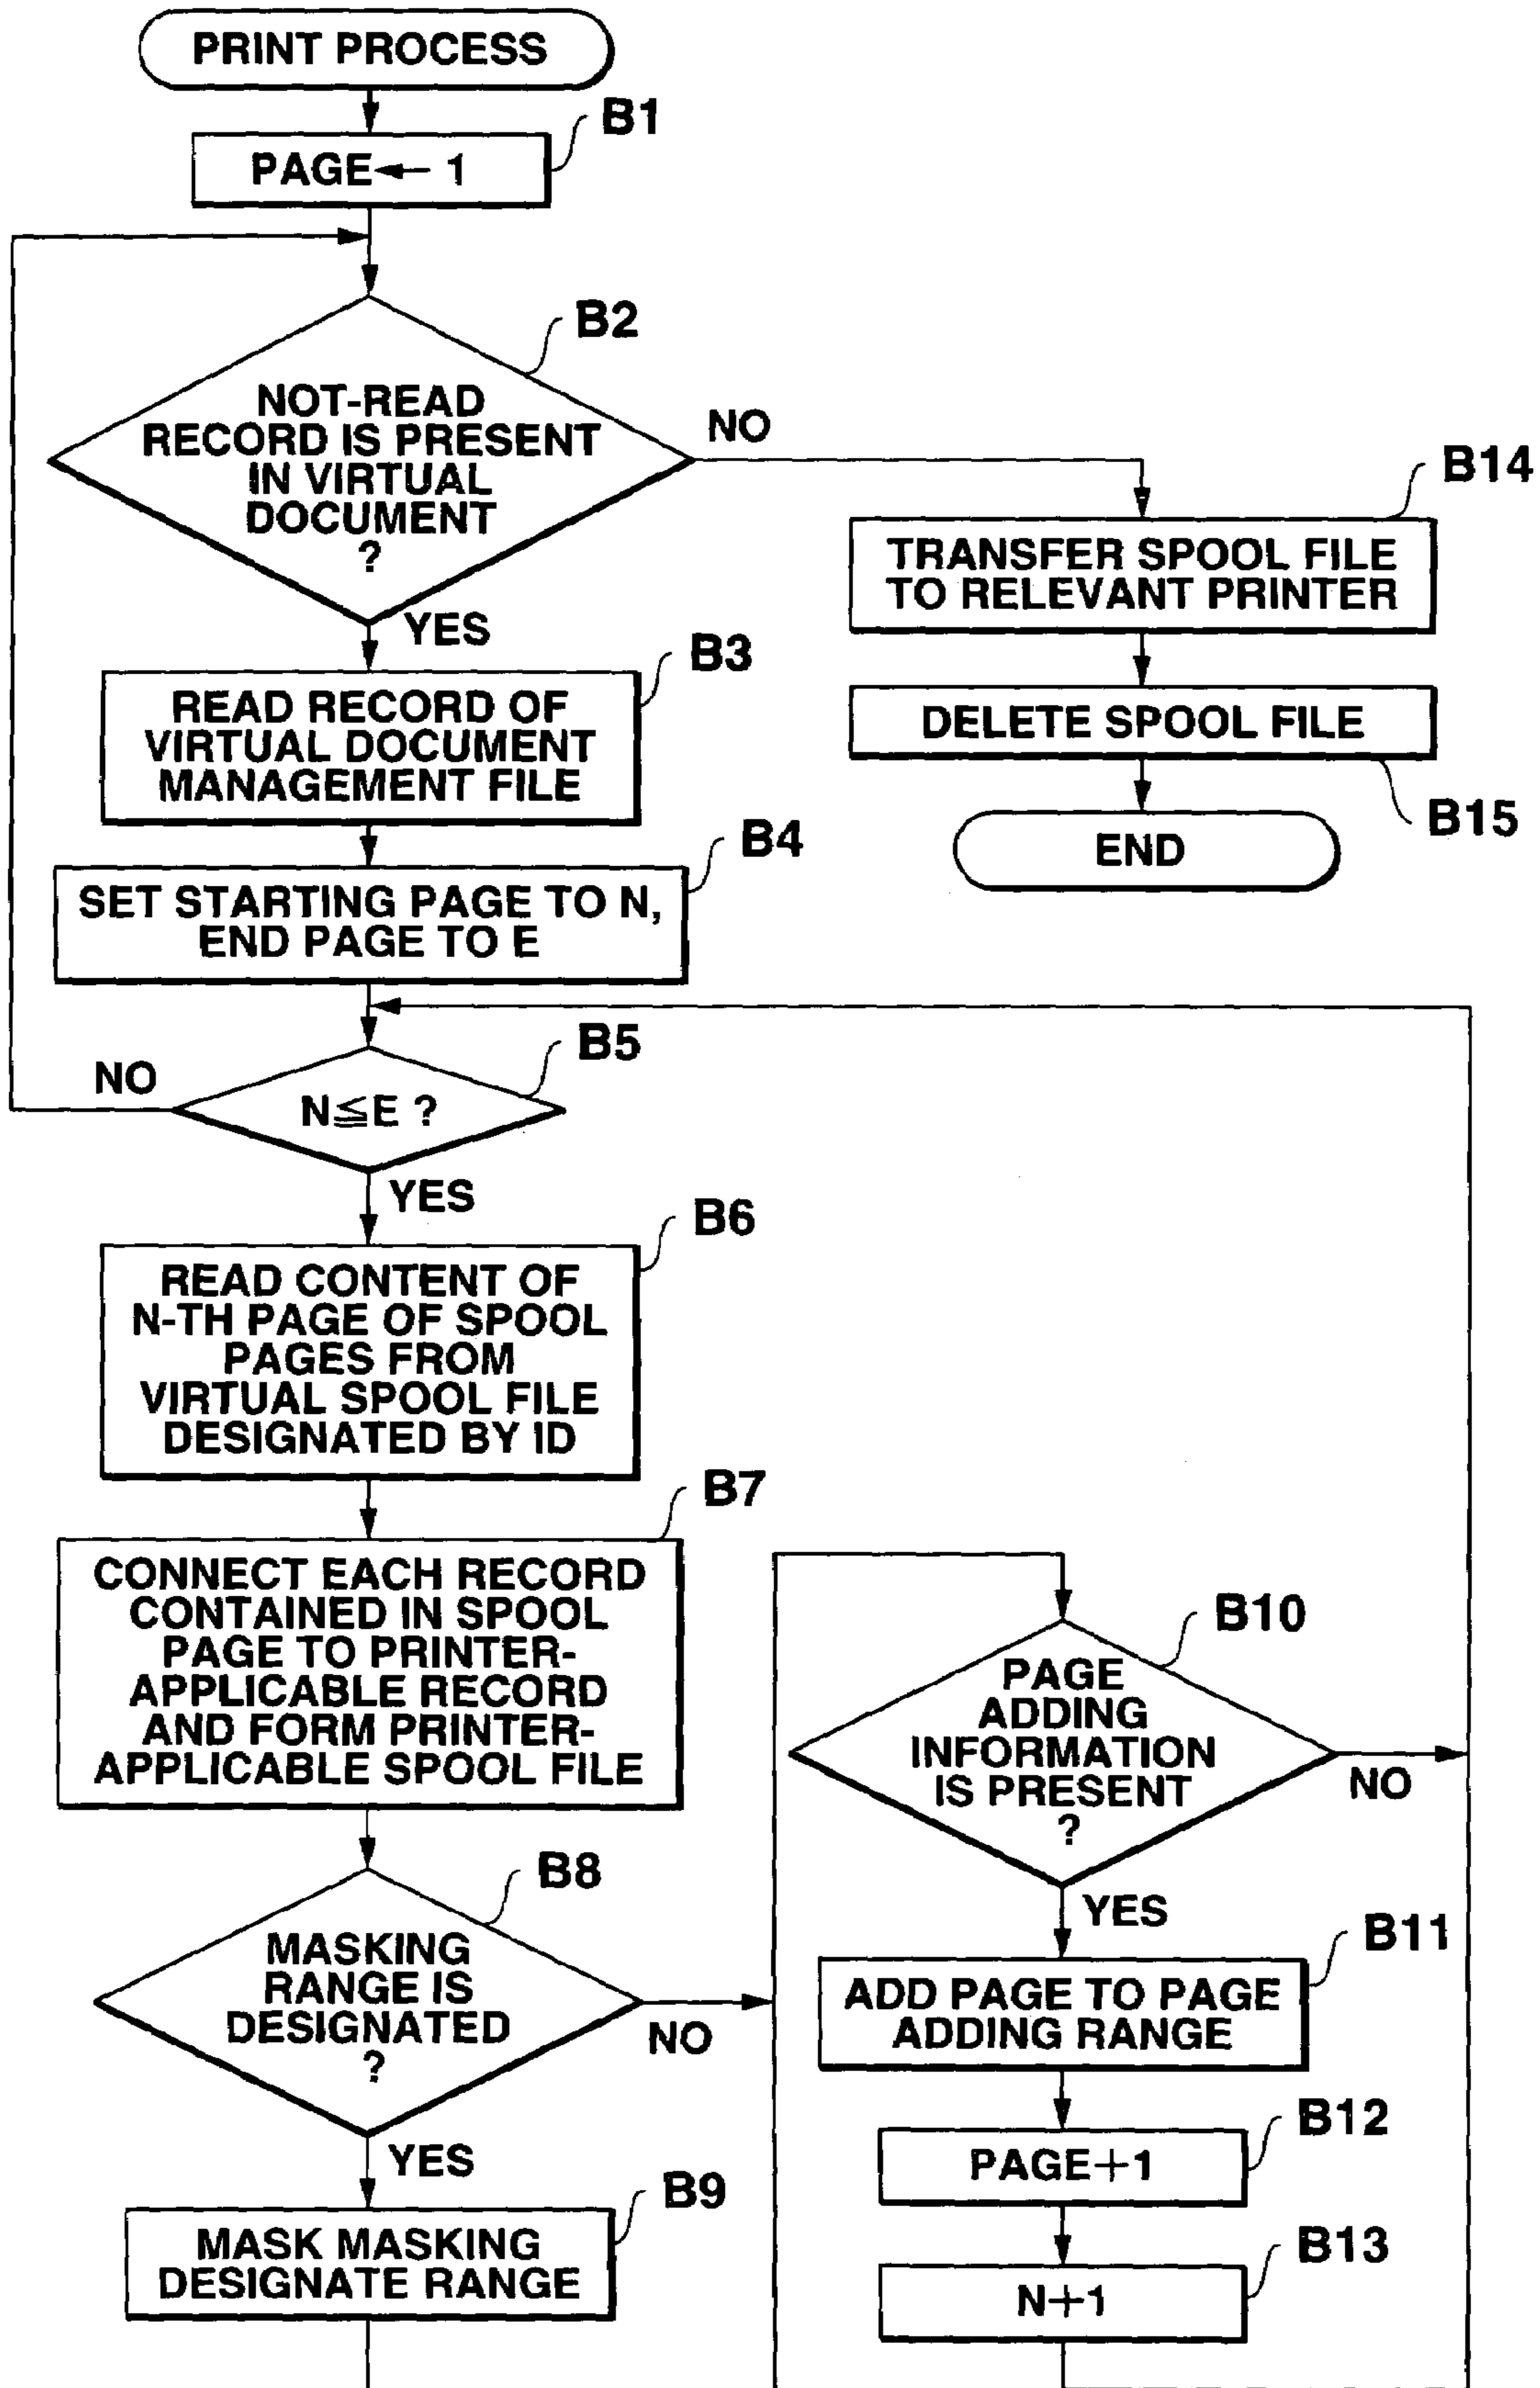 PRINT PROCESS
B1
PAGE ← 1
B2
NOT-READ
RECORD IS PRESENT
IN VIRTUAL
DOCUMENT
?
NO
YES
B14
TRANSFER SPOOL FILE
TO RELEVANT PRINTER
B3
READ RECORD OF
VIRTUAL DOCUMENT
MANAGEMENT FILE
DELETE SPOOL FILE
B15
END
B4
SET STARTING PAGE TO N,
END PAGE TO E
B5
N≦E ?
NO
YES
B6
READ CONTENT OF
N-TH PAGE OF SPOOL
PAGES FROM
VIRTUAL SPOOL FILE
DESIGNATED BY ID
B7
CONNECT EACH RECORD
CONTAINED IN SPOOL
PAGE TO PRINTER-
APPLICABLE RECORD
AND FORM PRINTER-
APPLICABLE SPOOL FILE
B8
MASKING
RANGE IS
DESIGNATED
?
NO
YES
B9
MASK MASKING
DESIGNATE RANGE
B10
PAGE
ADDING
INFORMATION
IS PRESENT
?
NO
YES
B11
ADD PAGE TO PAGE
ADDING RANGE
B12
PAGE+1
B13
N+1